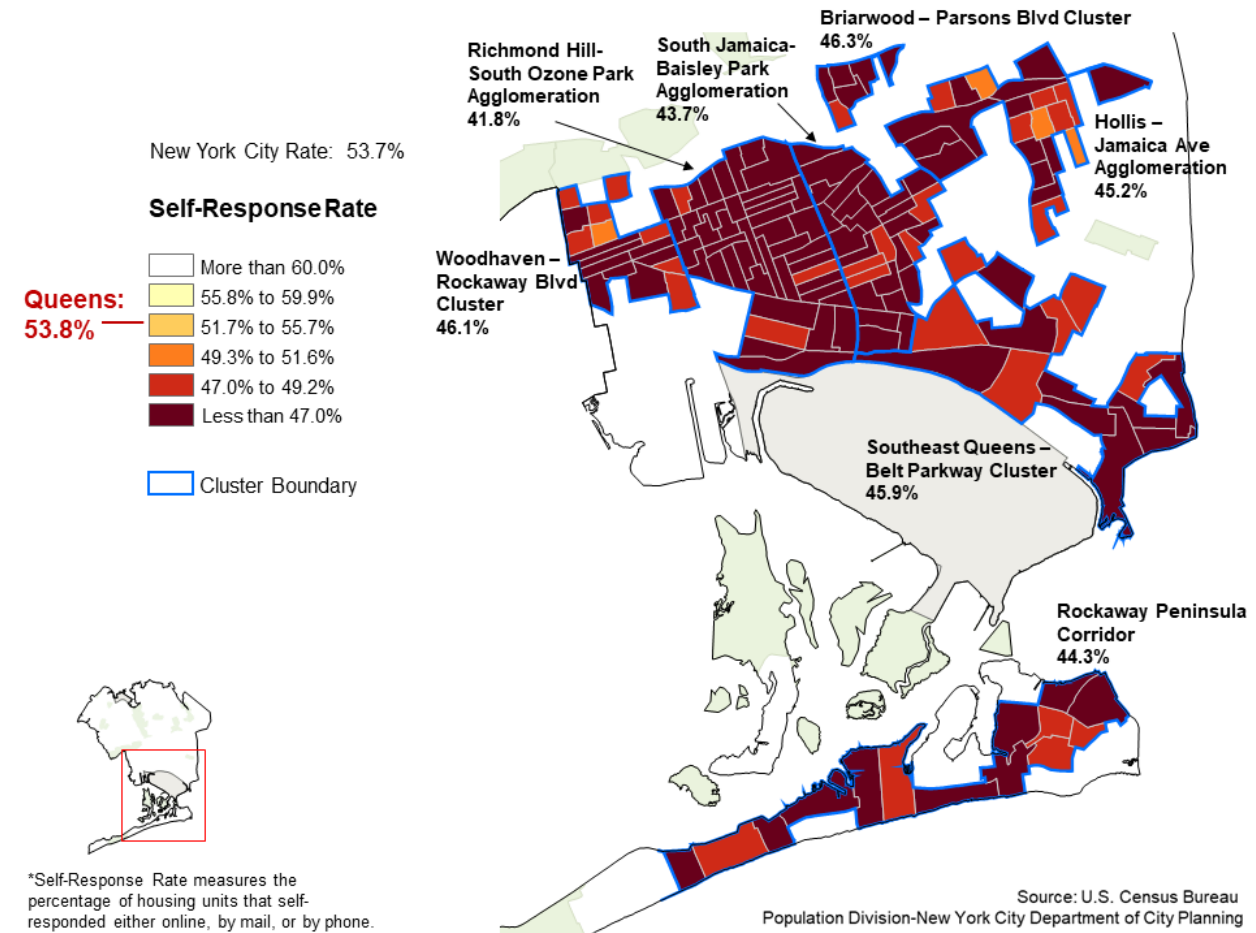 Briarwood – Parsons Blvd Cluster
46.3%
Richmond Hill-
South Ozone Park
Agglomeration
41.8%
South Jamaica-
Baisley Park
Agglomeration
43.7%
New York City Rate:  53.7%
Hollis –
Jamaica Ave
Agglomeration
45.2%
Self-Response Rate
More than 60.0%
55.8% to 59.9%
51.7% to 55.7%
49.3% to 51.6%
47.0% to 49.2%
Less than 47.0%
Queens:
53.8%
Cluster Boundary
Woodhaven –
Rockaway Blvd
Cluster
46.1%
Southeast Queens –
Belt Parkway Cluster
45.9%
Rockaway Peninsula
Corridor
44.3%
*Self-Response Rate measures the
percentage of housing units that self-
responded either online, by mail, or by phone.
Source: U.S. Census Bureau
Population Division-New York City Department of City Planning